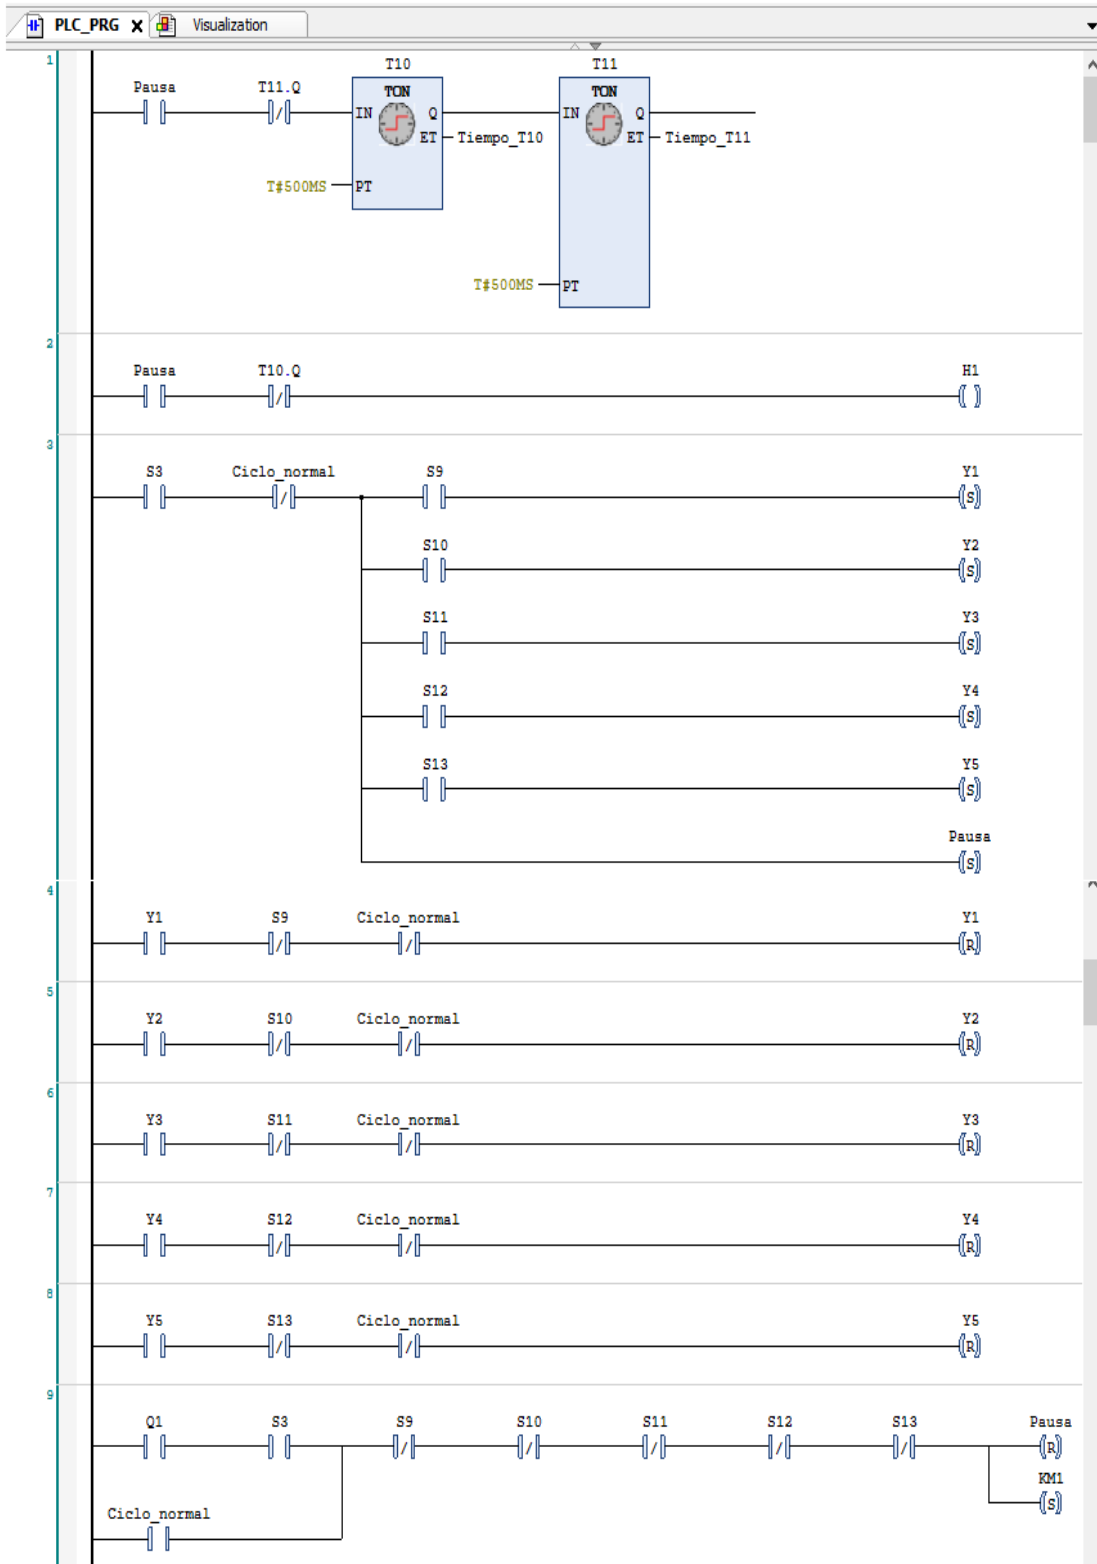 PLC_PRG Visualization
1
T10 T11
Pausa T11.Q TON TON
IN Q IN Q
ET Tiempo_T10 ET Tiempo_T11
T#500MS PT
T#500MS PT
2
Pausa T10.Q H1
3
S3 Ciclo_normal S9 Y1
S
S10 Y2
S
S11 Y3
S
S12 Y4
S
S13 Y5
S
Pausa
S
4
Y1 S9 Ciclo_normal Y1
R
5
Y2 S10 Ciclo_normal Y2
R
6
Y3 S11 Ciclo_normal Y3
R
7
Y4 S12 Ciclo_normal Y4
R
8
Y5 S13 Ciclo_normal Y5
R
9
Q1 S3 S9 S10 S11 S12 S13 Pausa
R
KM1
S
Ciclo_normal